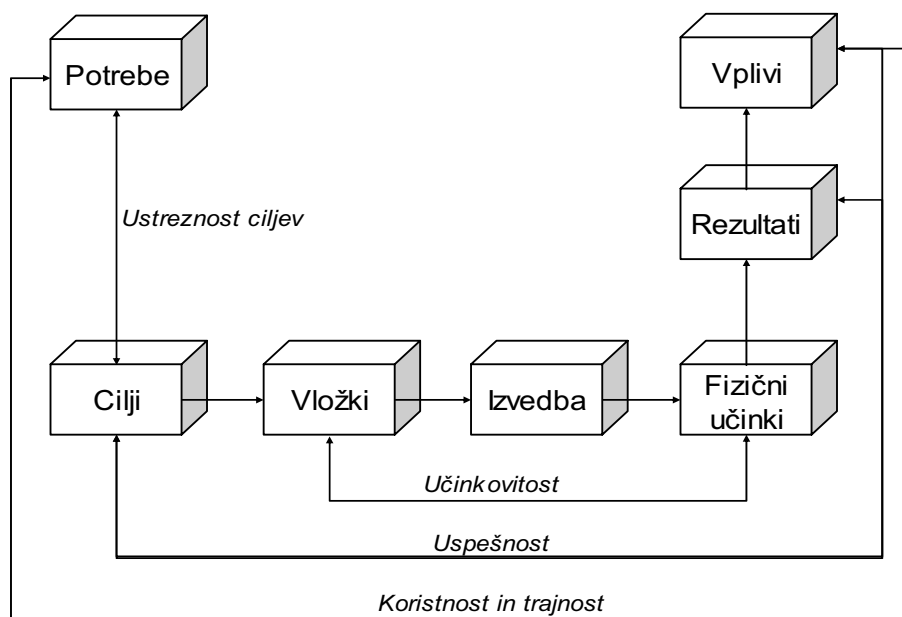 Potrebe
Vplivi
Ustreznost ciljev
Rezultati
Cilji
Vložki
Izvedba
Fizični
učinki
Učinkovitost
Uspešnost
Koristnost in trajnost